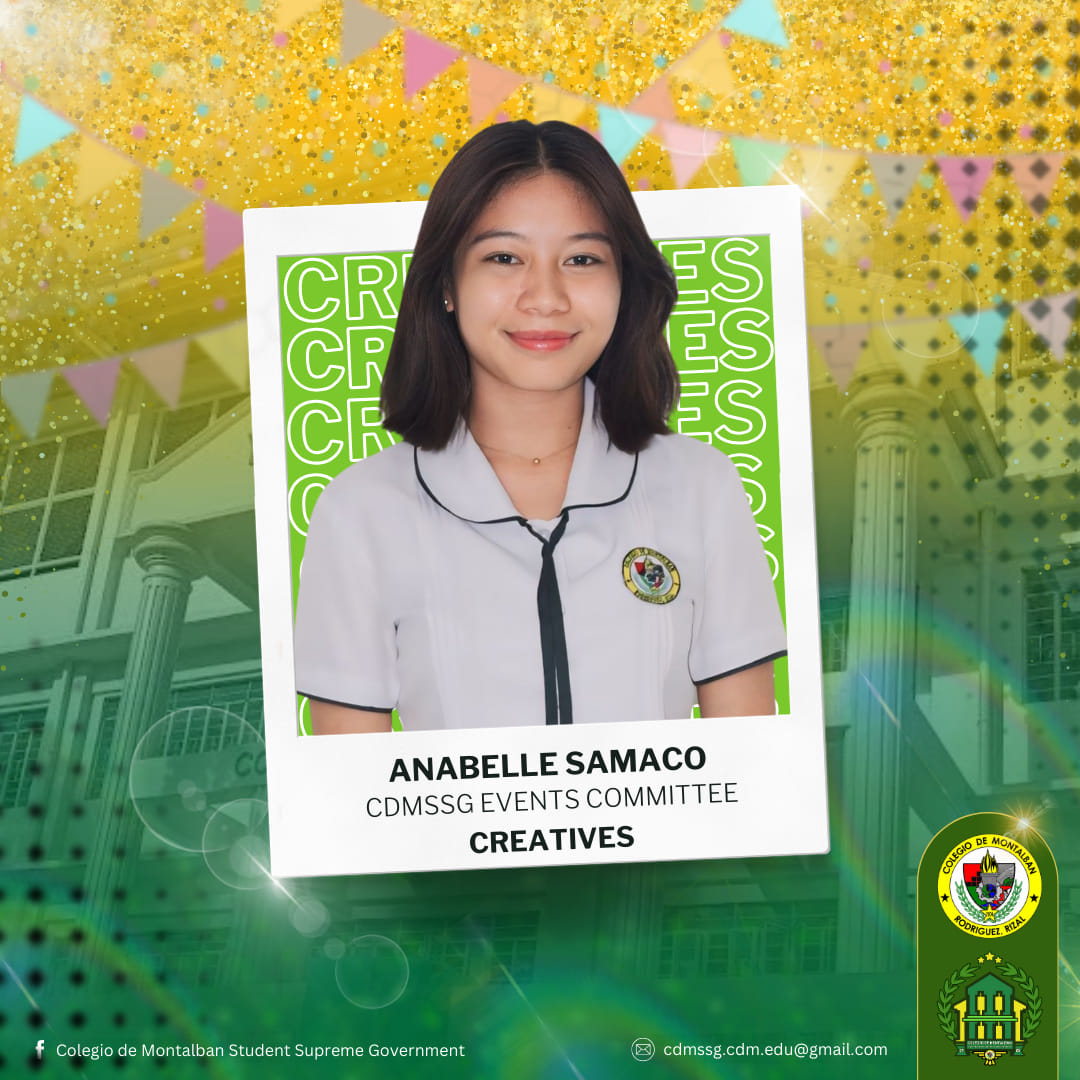 CREATIVES
ANABELLE SAMACO
CDMSSG EVENTS COMMITTEE
CREATIVES
COLEGIO DE MONTALBAN
RODRIGUEZ, RIZAL
Colegio de Montalban Student Supreme Government
cdmssg.cdm.edu@gmail.com